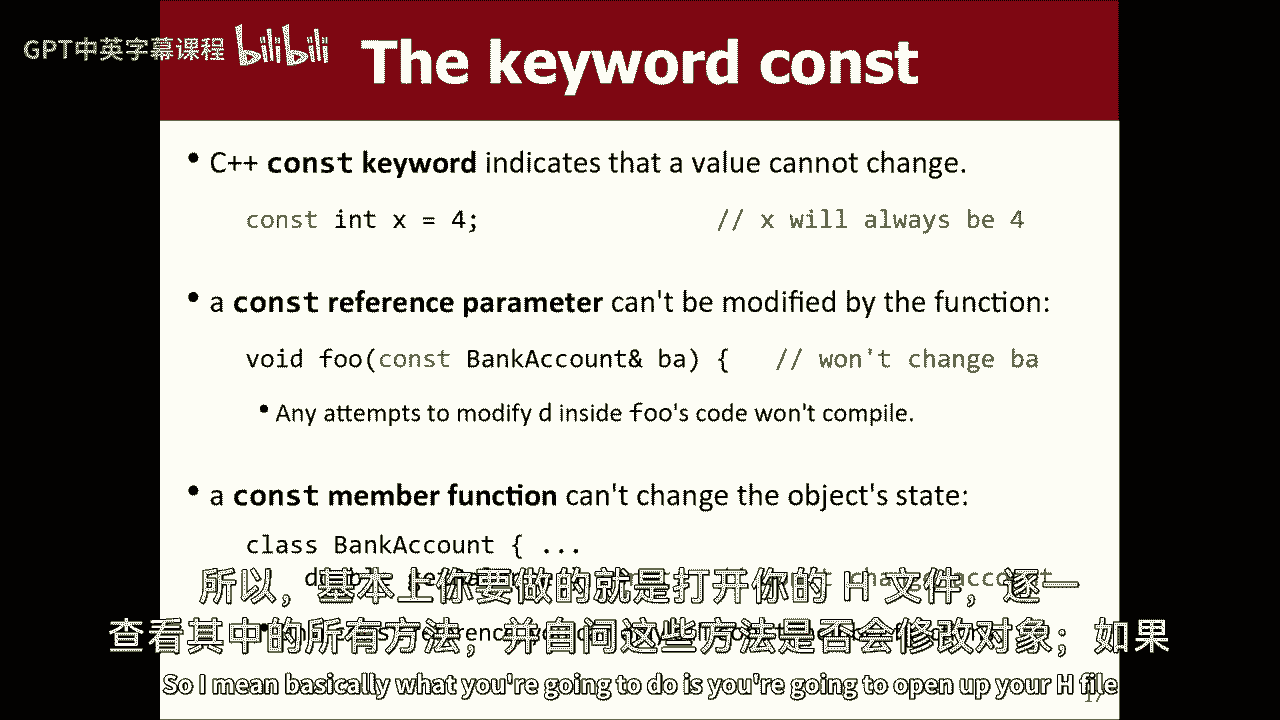 GPT中英字幕课程 bilibili
The keyword const
• C++ const keyword indicates that a value cannot change.
const int x = 4; // x will always be 4
• a const reference parameter can't be modified by the function:
void foo(const BankAccount& ba) { // won't change ba
• Any attempts to modify d inside foo's code won't compile.
• a const member function can't change the object's state:
class BankAccount { ...
所以，基本上你要做的就是打开你的 H 文件，逐一
查看其中的所有方法，并自问这些方法是否会修改对象；如果
So I mean basically what you're going to do is you're going to open up your H file